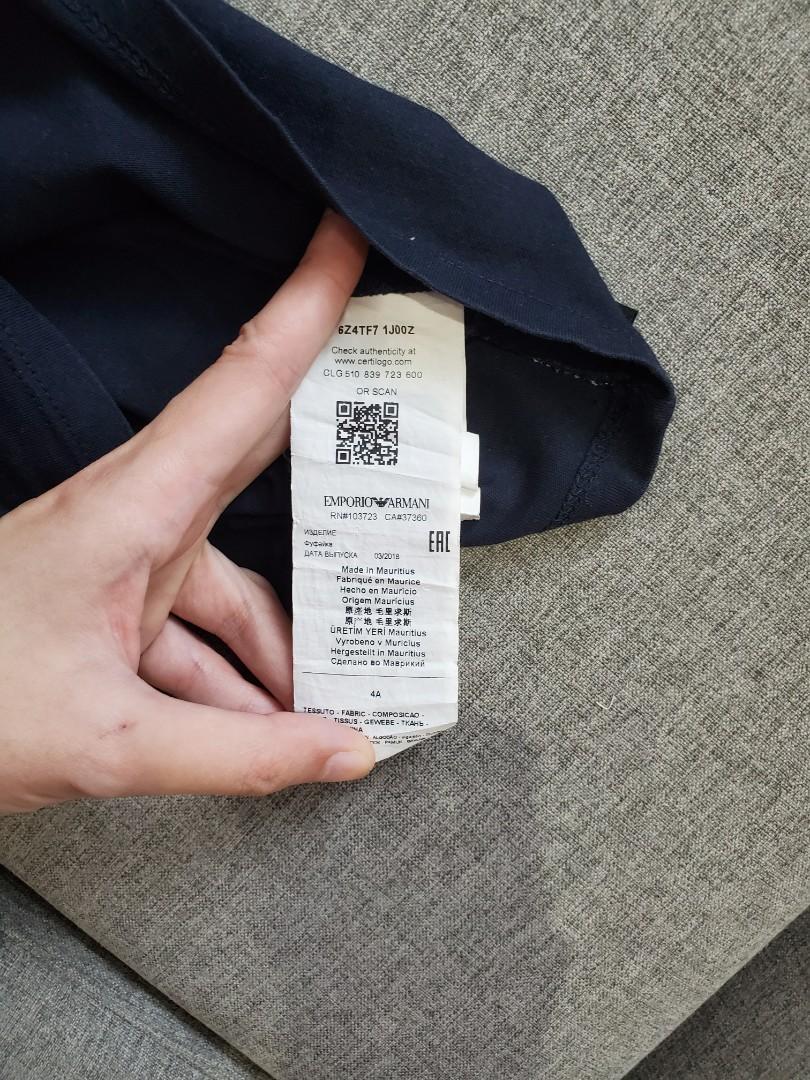 6Z4TF7 1J00Z
Check authenticity at
www.certilogo.com
CLG 510 839 723 600
OR SCAN
EMPORIO ARMANI
RN#103723 CA#37360
ИЗДЕЛИЕ
Фуфайка
ДАТА ВЫПУСКА 03/2018
EAC
Made in Mauritius
Fabriqué en Maurice
Hecho en Mauricio
Origem Maurícius
原產地 毛里求斯
原产地 毛里求斯
ÜRETİM YERİ Mauritius
Vyrobeno v Mauricius
Hergestellt in Mauritius
Сделано во Маврикий
4A
TESSUTO - FABRIC - COMPOSICAO -
TISSUS - GEWEBE - ТКАНЬ -